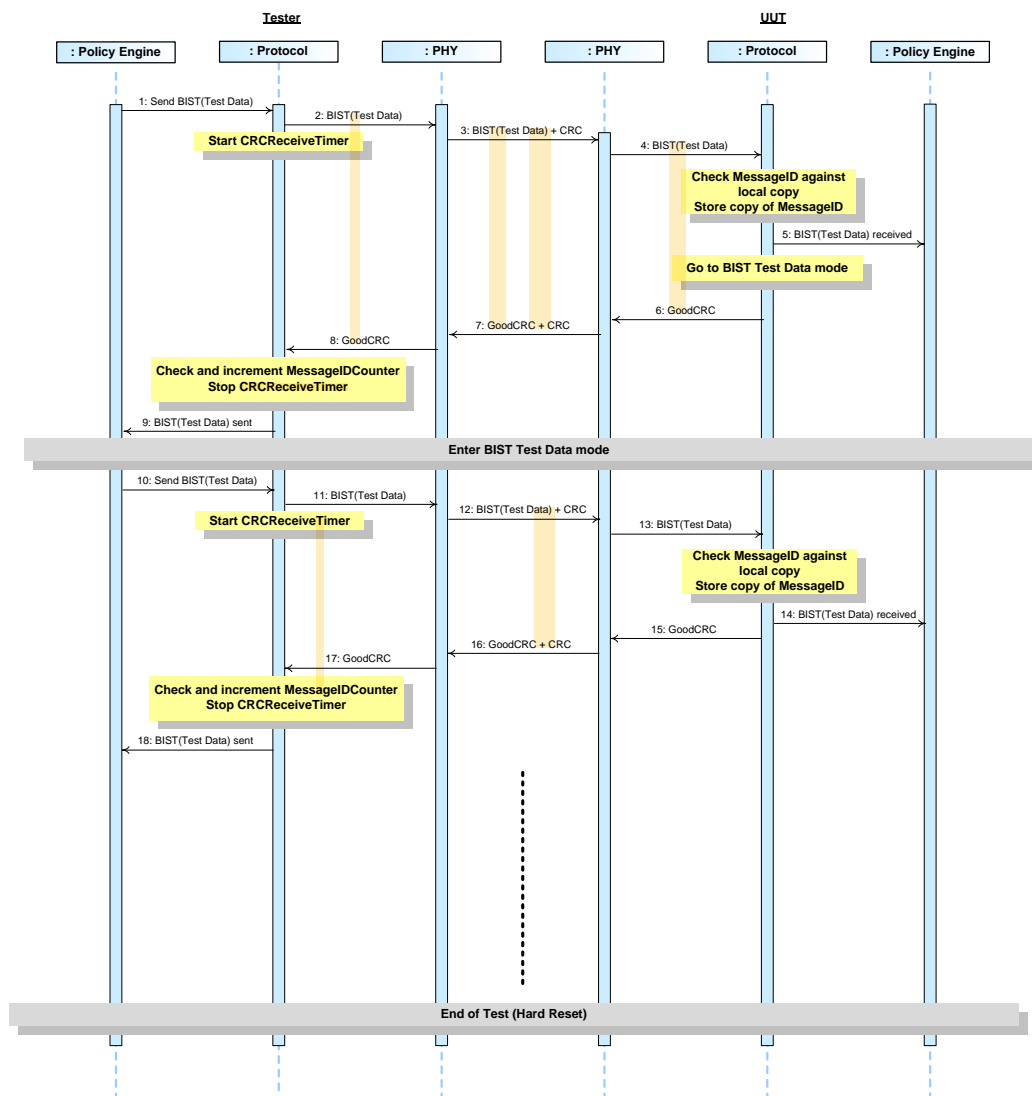 Tester
UUT
: Policy Engine
: Protocol
: PHY
: PHY
: Protocol
: Policy Engine
1: Send BIST(Test Data)
2: BIST(Test Data)
Start CRCReceiveTimer
3: BIST(Test Data) + CRC
4: BIST(Test Data)
Check MessageID against
local copy
Store copy of MessageID
5: BIST(Test Data) received
Go to BIST Test Data mode
6: GoodCRC
7: GoodCRC + CRC
8: GoodCRC
Check and increment MessageIDCounter
Stop CRCReceiveTimer
9: BIST(Test Data) sent
Enter BIST Test Data mode
10: Send BIST(Test Data)
11: BIST(Test Data)
Start CRCReceiveTimer
12: BIST(Test Data) + CRC
13: BIST(Test Data)
Check MessageID against
local copy
Store copy of MessageID
14: BIST(Test Data) received
15: GoodCRC
16: GoodCRC + CRC
17: GoodCRC
Check and increment MessageIDCounter
Stop CRCReceiveTimer
18: BIST(Test Data) sent
End of Test (Hard Reset)